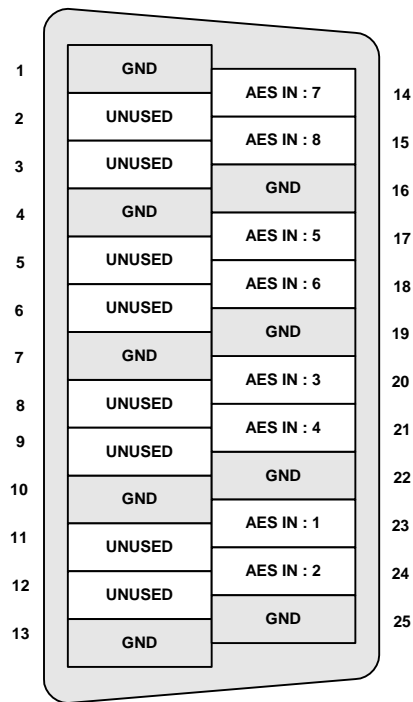 1 GND
AES IN : 7 14
2 UNUSED
AES IN : 8 15
3 UNUSED
GND 16
4 GND
AES IN : 5 17
5 UNUSED
AES IN : 6 18
6 UNUSED
GND 19
7 GND
AES IN : 3 20
8 UNUSED
AES IN : 4 21
9 UNUSED
GND 22
10 GND
AES IN : 1 23
11 UNUSED
AES IN : 2 24
12 UNUSED
GND 25
13 GND